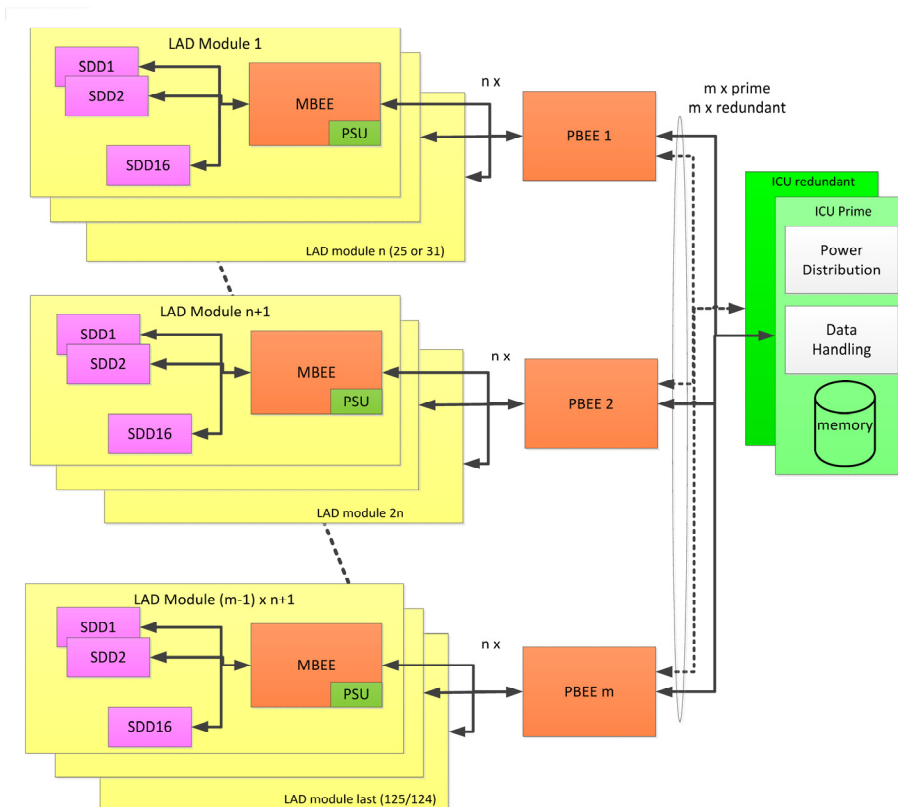 LAD Module 1
SDD1
SDD2
SDD16
MBEE
PSU
LAD module n (25 or 31)
n x
PBEE 1
m x prime
m x redundant
ICU redundant
ICU Prime
Power
Distribution
Data
Handling
memory
LAD Module n+1
SDD1
SDD2
SDD16
MBEE
PSU
LAD module 2n
n x
PBEE 2
LAD Module (m-1) x n+1
SDD1
SDD2
SDD16
MBEE
PSU
LAD module last (125/124)
n x
PBEE m